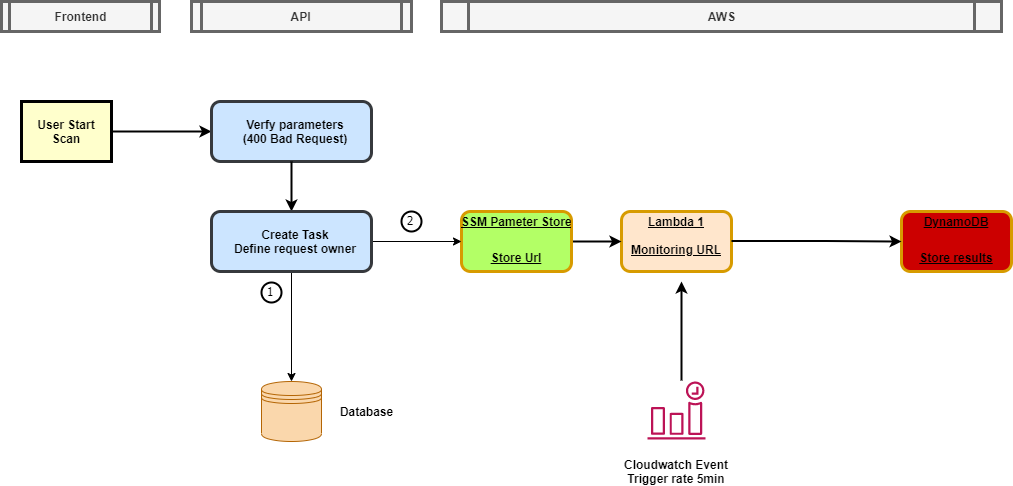 Frontend
API
AWS
User Start
Scan
Verfy parameters
(400 Bad Request)
Create Task
Define request owner
2
SSM Pameter Store
Store Url
Lambda 1
Monitoring URL
DynamoDB
Store results
1
Database
Cloudwatch Event
Trigger rate 5min